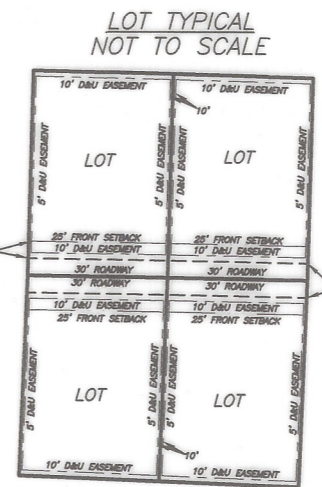 LOT TYPICAL
NOT TO SCALE
10' D&U EASEMENT
10' D&U EASEMENT
10'
5' D&U EASEMENT
5' D&U EASEMENT
5' D&U EASEMENT
LOT
LOT
25' FRONT SETBACK
25' FRONT SETBACK
10' D&U EASEMENT
10' D&U EASEMENT
30' ROADWAY
30' ROADWAY
30' ROADWAY
30' ROADWAY
10' D&U EASEMENT
10' D&U EASEMENT
25' FRONT SETBACK
25' FRONT SETBACK
5' D&U EASEMENT
5' D&U EASEMENT
5' D&U EASEMENT
5' D&U EASEMENT
LOT
LOT
10'
10' D&U EASEMENT
10' D&U EASEMENT